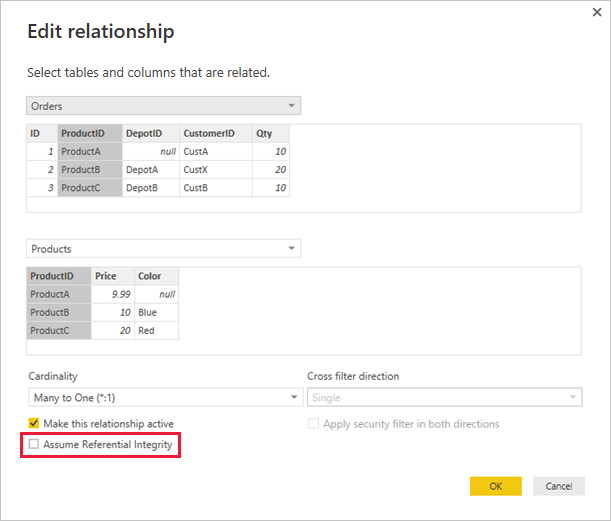 Edit relationship
Select tables and columns that are related.
Orders
ID ProductID DepotID CustomerID Qty
1 ProductA null CustA 10
2 ProductB DepotA CustX 20
3 ProductC DepotB CustB 10
Products
ProductID Price Color
ProductA 9.99 null
ProductB 10 Blue
ProductC 20 Red
Cardinality Cross filter direction
Many to One (*:1) Single
Make this relationship active Apply security filter in both directions
Assume Referential Integrity
OK Cancel